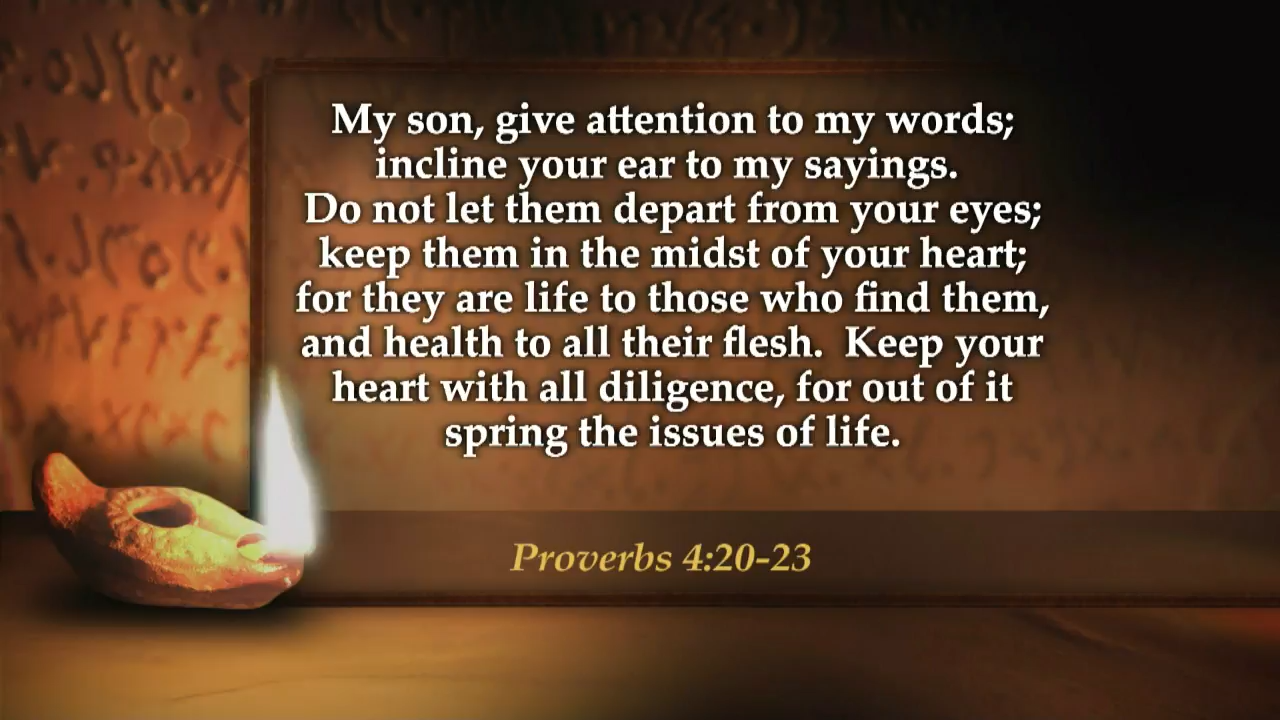 My son, give attention to my words;
incline your ear to my sayings.
Do not let them depart from your eyes;
keep them in the midst of your heart;
for they are life to those who find them,
and health to all their flesh.  Keep your
heart with all diligence, for out of it
spring the issues of life.
Proverbs 4:20-23